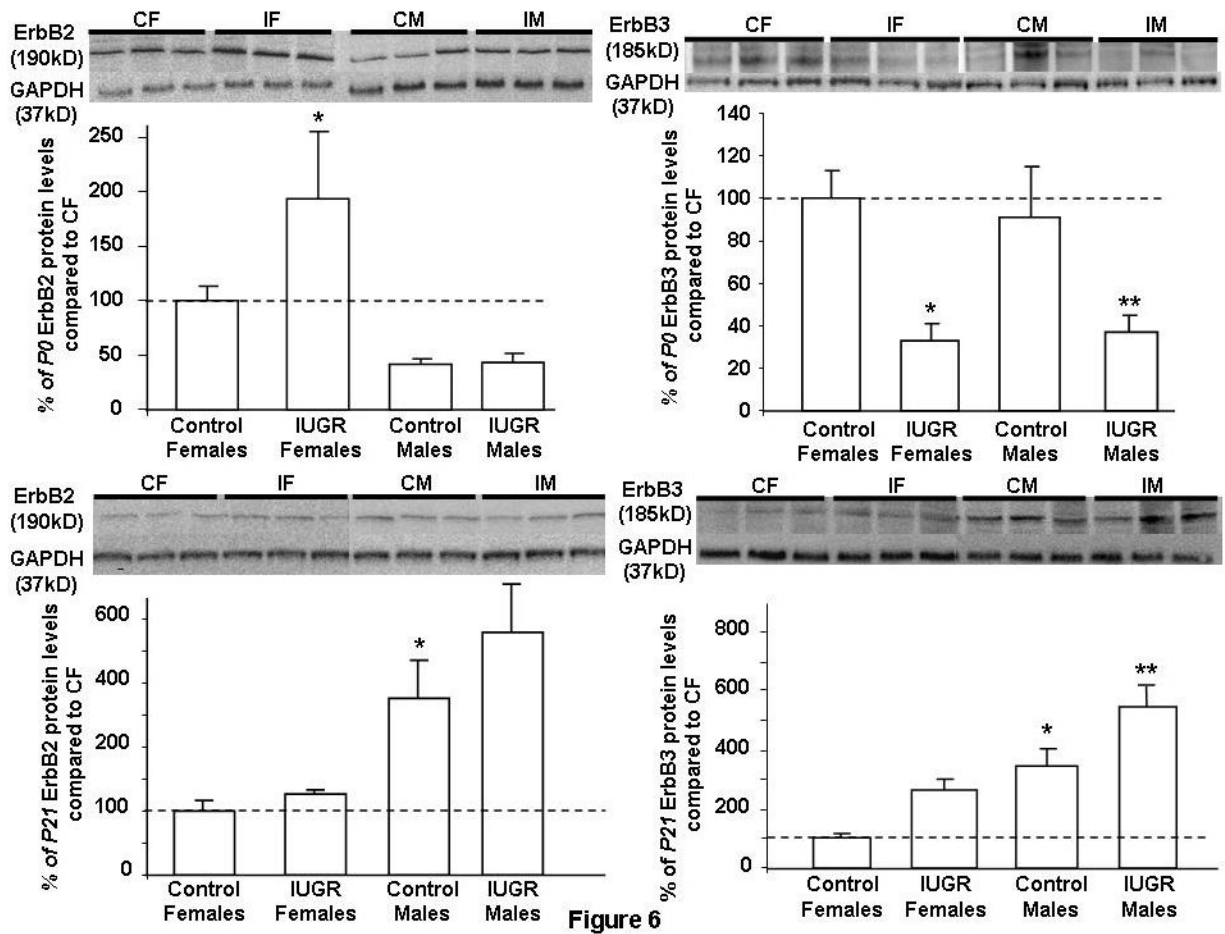 CF IF CM IM
ErbB2
(190kD)
GAPDH
(37kD)
% of P0 ErbB2 protein levels
compared to CF
250
200
150
100
50
0
*
Control
Females
IUGR
Females
Control
Males
IUGR
Males
CF IF CM IM
ErbB3
(185kD)
GAPDH
(37kD)
% of P0 ErbB3 protein levels
compared to CF
140
120
100
80
60
40
20
0
*
**
Control
Females
IUGR
Females
Control
Males
IUGR
Males
CF IF CM IM
ErbB2
(190kD)
GAPDH
(37kD)
% of P21 ErbB2 protein levels
compared to CF
600
400
200
100
0
*
Control
Females
IUGR
Females
Control
Males
IUGR
Males
CF IF CM IM
ErbB3
(185kD)
GAPDH
(37kD)
% of P21 ErbB3 protein levels
compared to CF
800
600
400
200
0
*
**
Control
Females
IUGR
Females
Control
Males
IUGR
Males
Figure 6